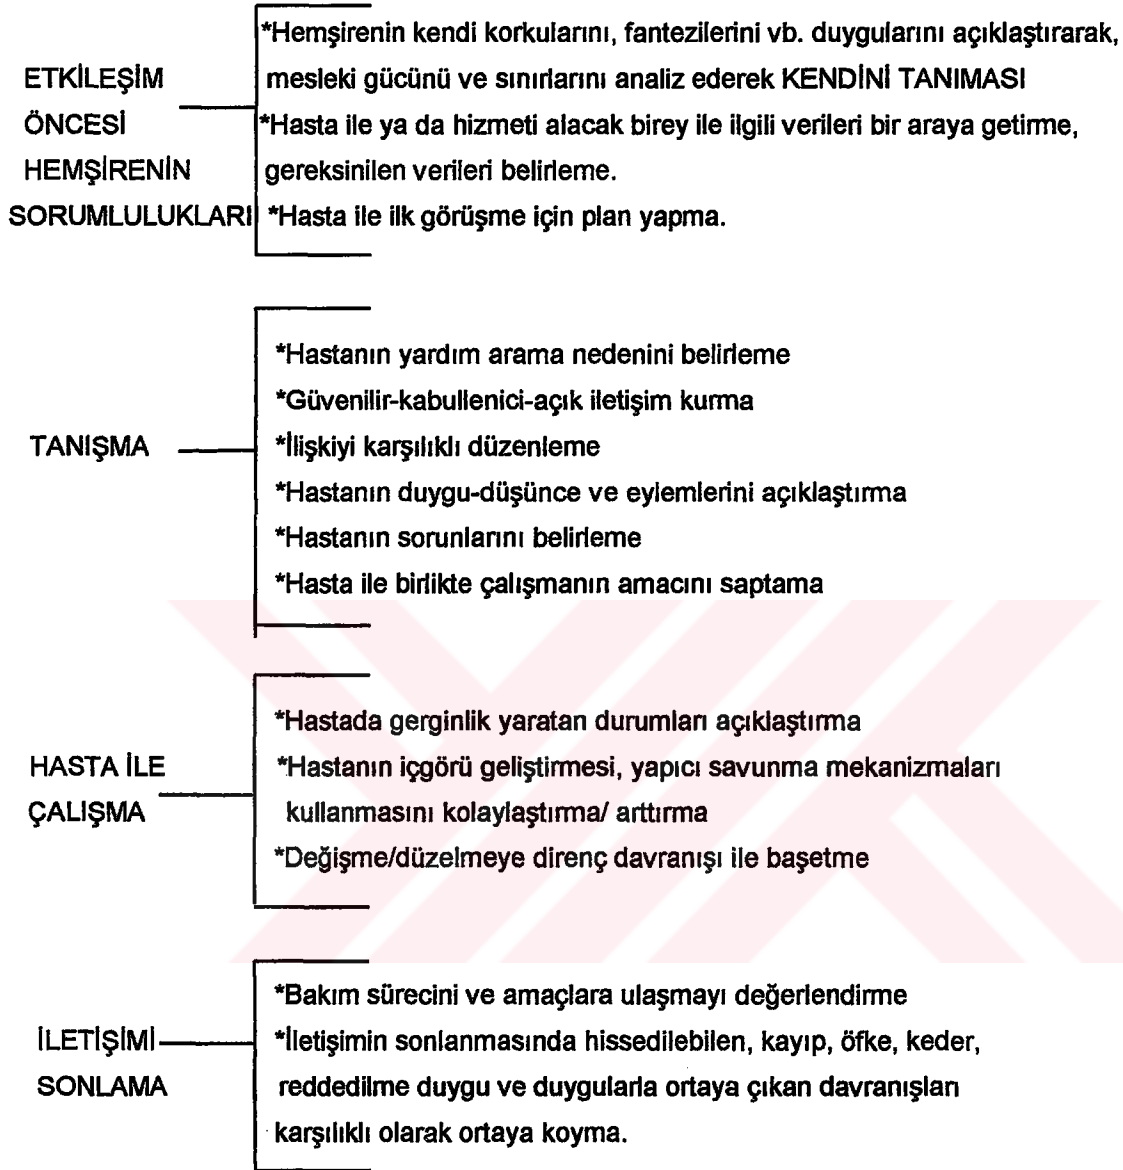 *Hemşirenin kendi korkularını, fantezilerini vb. duygularını açıklaştırarak,
mesleki gücünü ve sınırlarını analiz ederek KENDİNİ TANIMASI
*Hasta ile ya da hizmeti alacak birey ile ilgili verileri bir araya getirme,
gereksinilen verileri belirleme.
*Hasta ile ilk görüşme için plan yapma.
ETKİLEŞİM
ÖNCESİ
HEMŞİRENİN
SORUMLULUKLARI
TANIŞMA
*Hastanın yardım arama nedenini belirleme
*Güvenilir-kabullenici-açık iletişim kurma
*İlişkiyi karşılıklı düzenleme
*Hastanın duygu-düşünce ve eylemlerini açıklaştırma
*Hastanın sorunlarını belirleme
*Hasta ile birlikte çalışmanın amacını saptama
HASTA İLE
ÇALIŞMA
*Hastada gerginlik yaratan durumları açıklaştırma
*Hastanın içgörü geliştirmesi, yapıcı savunma mekanizmaları
kullanmasını kolaylaştırma/ arttırma
*Değişme/düzelmeye direnç davranışı ile başetme
İLETİŞİMİ
SONLAMA
*Bakım sürecini ve amaçlara ulaşmayı değerlendirme
*İletişimin sonlanmasında hissedilebilen, kayıp, öfke, keder,
reddedilme duygu ve duygularla ortaya çıkan davranışları
karşılıklı olarak ortaya koyma.